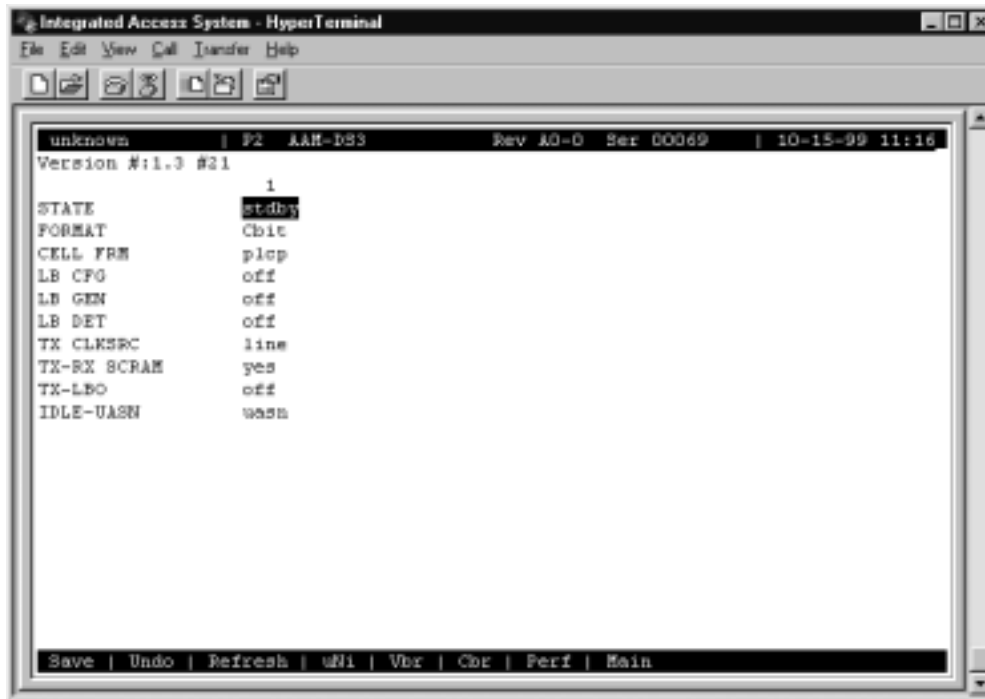 Integrated Access System - HyperTerminal
File Edit View Call Transfer Help
unknown | P2 AAM-DS3 Rev A0-0 Ser 00069 | 10-15-99 11:16
Version #:1.3 #21
1
STATE stdby
FORMAT Cbit
CELL FRM plcp
LB CFG off
LB GEN off
LB DET off
TX CLKSRC line
TX-RX SCRAM yes
TX-LBO off
IDLE-UASN uasn
Save | Undo | Refresh | uNi | Vbr | Cbr | Perf | Main